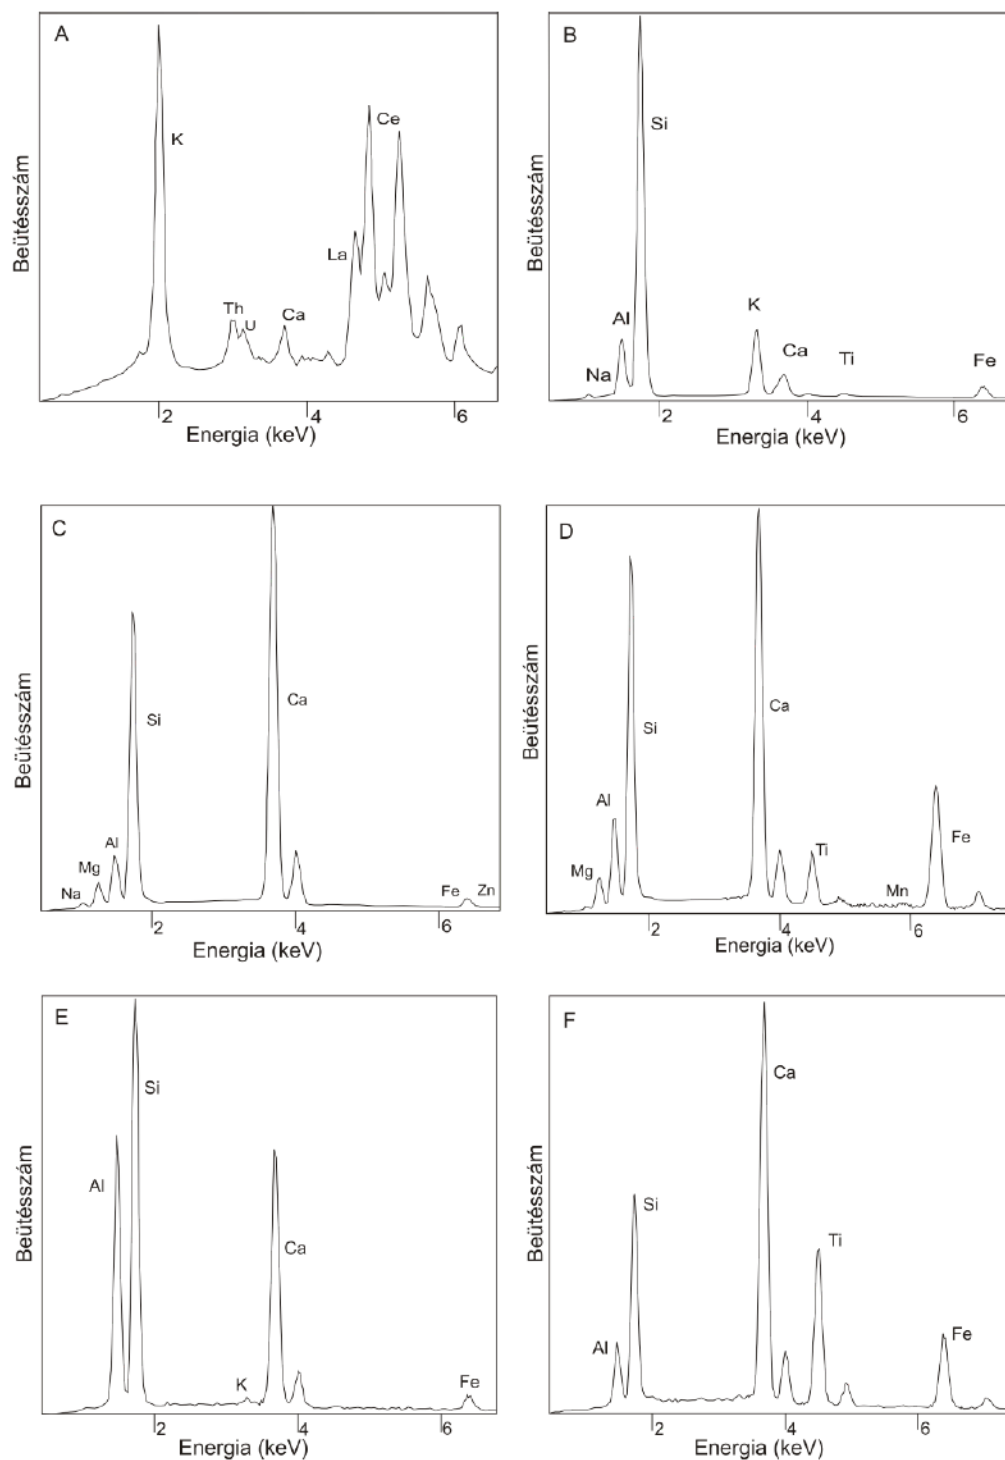 A
K
Th
U
Ca
La
Ce
Beütésszám
2
4
6
Energia (keV)
B
Si
Al
Na
K
Ca
Ti
Fe
Beütésszám
2
4
6
Energia (keV)
C
Si
Al
Mg
Na
Ca
Fe
Zn
Beütésszám
2
4
6
Energia (keV)
D
Si
Al
Mg
Ca
Ti
Mn
Fe
Beütésszám
2
4
6
Energia (keV)
E
Si
Al
K
Ca
Fe
Beütésszám
2
4
6
Energia (keV)
F
Ca
Si
Ti
Al
Fe
Beütésszám
2
4
6
Energia (keV)